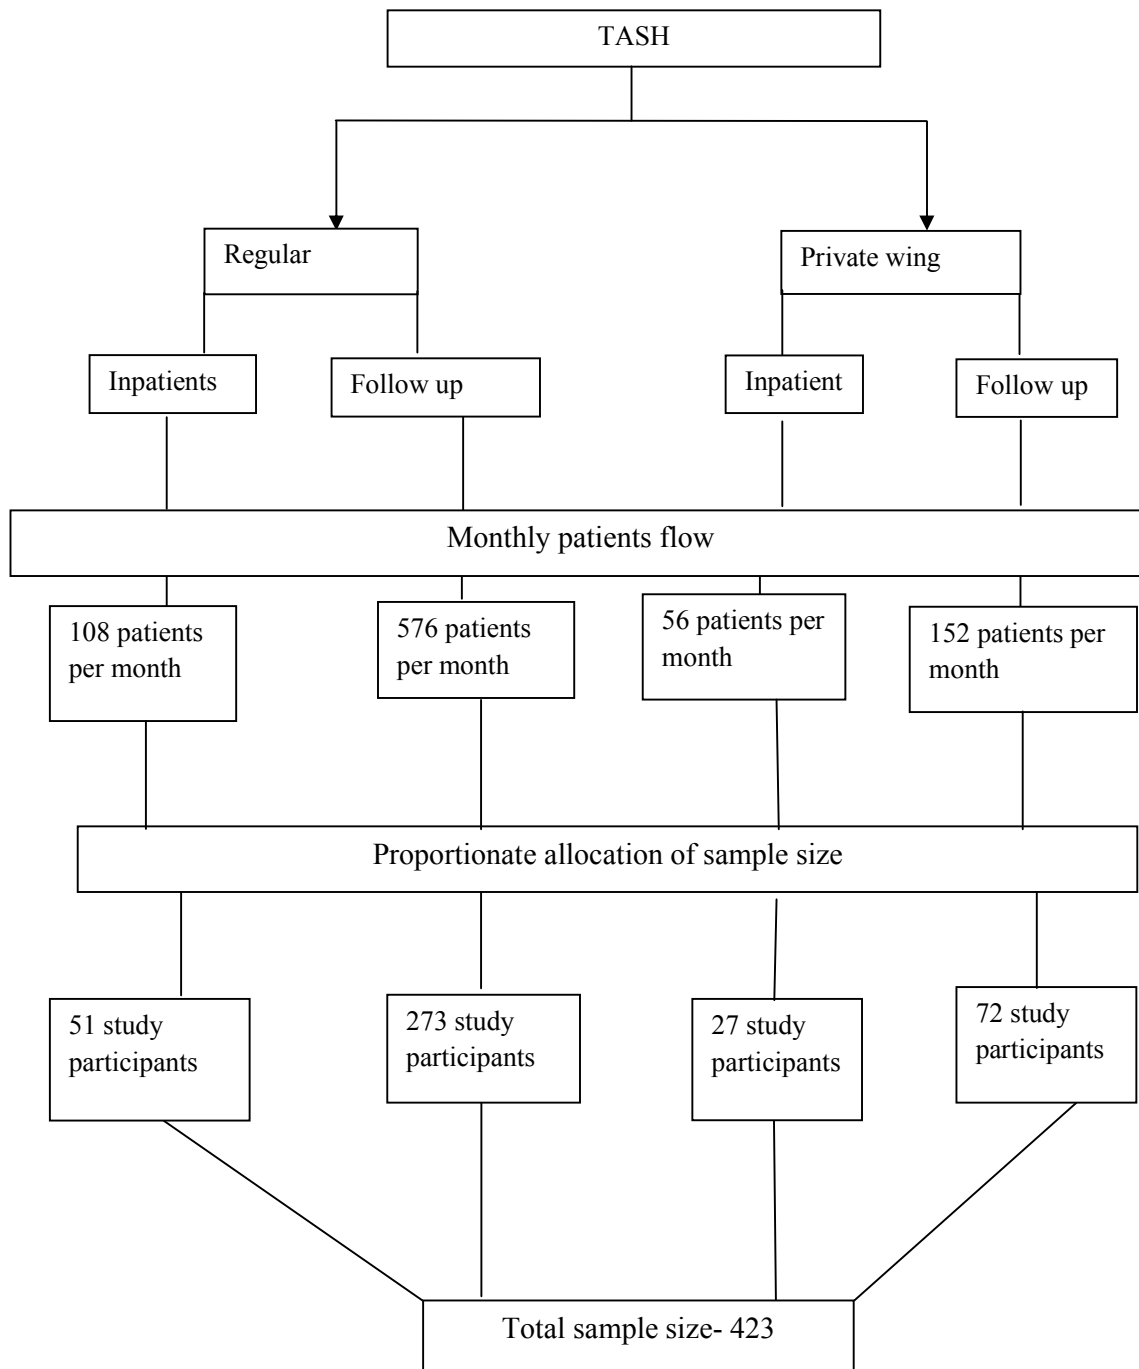 TASH
Regular
Private wing
Inpatients
Follow up
Inpatient
Follow up
Monthly patients flow
108 patients
per month
576 patients
per month
56 patients per
month
152 patients per
month
Proportionate allocation of sample size
51 study
participants
273 study
participants
27 study
participants
72 study
participants
Total sample size- 423